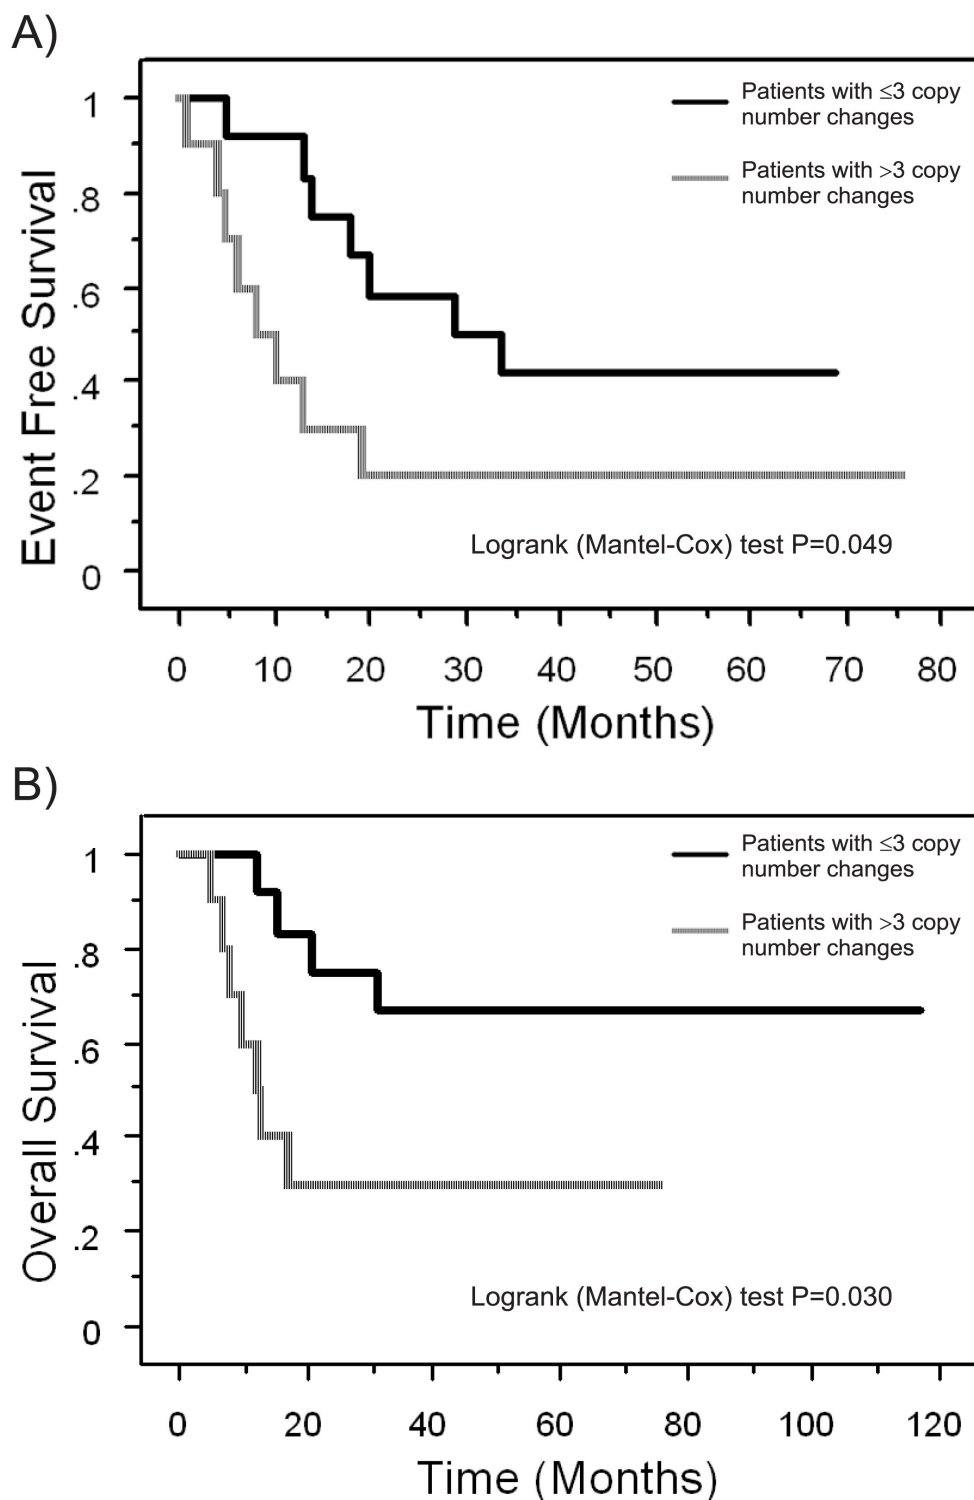 A)
Event Free Survival
1
.8
.6
.4
.2
0
Patients with ≤3 copy
number changes
Patients with >3 copy
number changes
Logrank (Mantel-Cox) test P=0.049
0 10 20 30 40 50 60 70 80
Time (Months)
B)
Overall Survival
1
.8
.6
.4
.2
0
Patients with ≤3 copy
number changes
Patients with >3 copy
number changes
Logrank (Mantel-Cox) test P=0.030
0 20 40 60 80 100 120
Time (Months)